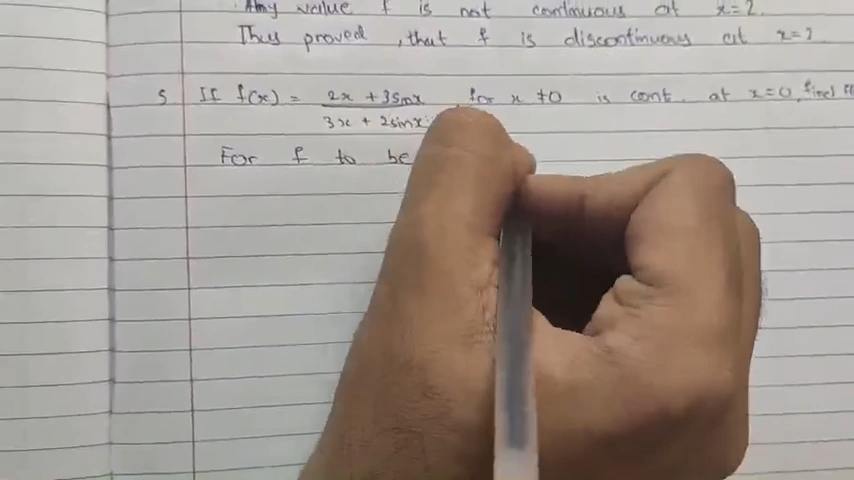 Any value f is not continuous at x=2.
Thus proved, that f is discontinuous at x=2
5 If f(x) = 2x + 3sinx for x ≠0 is cont. at x=0, find
3x + 2sinx
For f to be